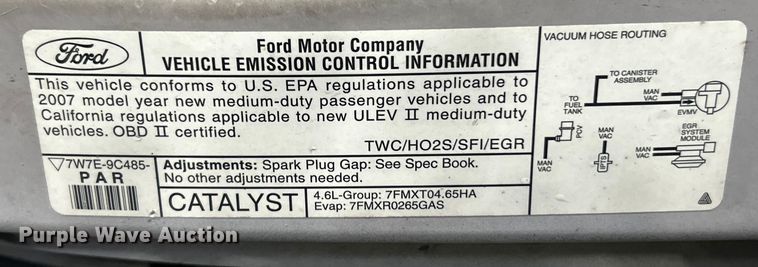 Ford
Ford Motor Company
VEHICLE EMISSION CONTROL INFORMATION
This vehicle conforms to U.S. EPA regulations applicable to
2007 model year new medium-duty passenger vehicles and to
California regulations applicable to new ULEV II medium-duty
vehicles. OBD II certified.
TWC/HO2S/SFI/EGR
7W7E-9C485-
PAR
Adjustments: Spark Plug Gap: See Spec Book.
No other adjustments needed.
CATALYST
4.6L-Group: 7FMXT04.65HA
Evap: 7FMXR0265GAS
VACUUM HOSE ROUTING
TO CANISTER
ASSEMBLY
MAN
VAC
TO
FUEL
TANK
EVMV
PCV
MAN
VAC
MAN
VAC
IPTS
EGR
SYSTEM
MODULE
MAN
VAC
Purple Wave Auction